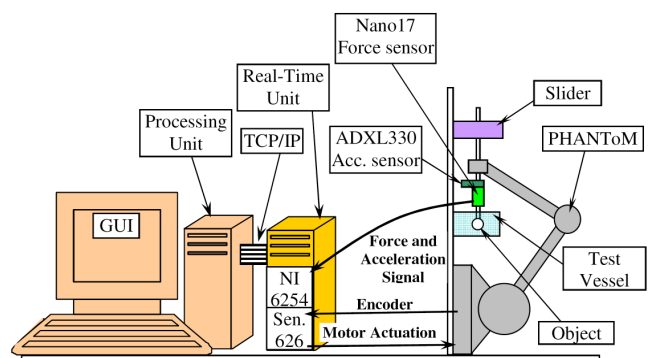 Nano17
Force sensor
Real-Time
Unit
Slider
Processing
Unit
TCP/IP
ADXL330
Acc. sensor
PHANToM
GUI
Force and
Acceleration
Signal
NI
6254
Test
Vessel
Encoder
Sen.
626
Motor Actuation
Object